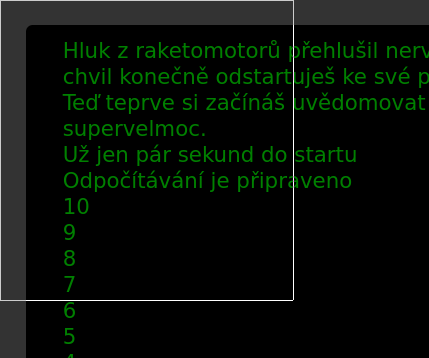 Hluk z raketomotorů přehlušil nerv
chvil konečně odstartuješ ke své p
Teď teprve si začínáš uvědomovat
supervelmoc.
Už jen pár sekund do startu
Odpočítávání je připraveno
10
9
8
7
6
5